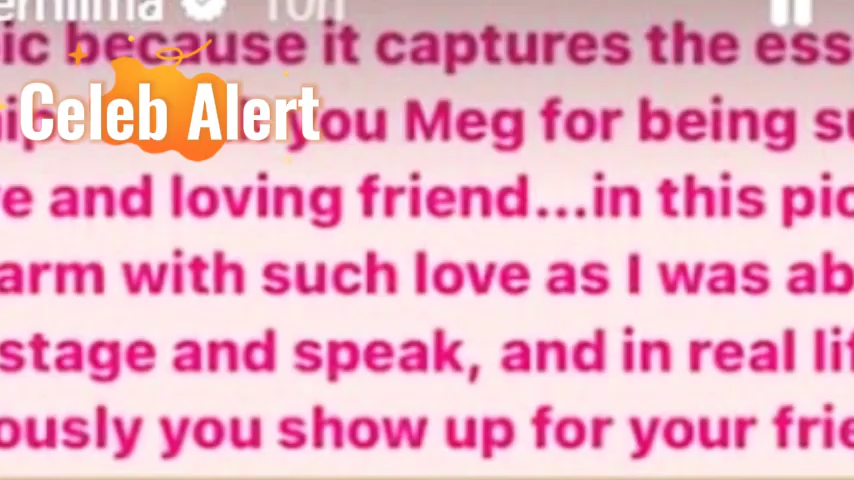 10h
ic because it captures the ess
Celeb Alert
you Meg for being su
e and loving friend...in this pic
arm with such love as I was ab
stage and speak, and in real lif
ously you show up for your frie